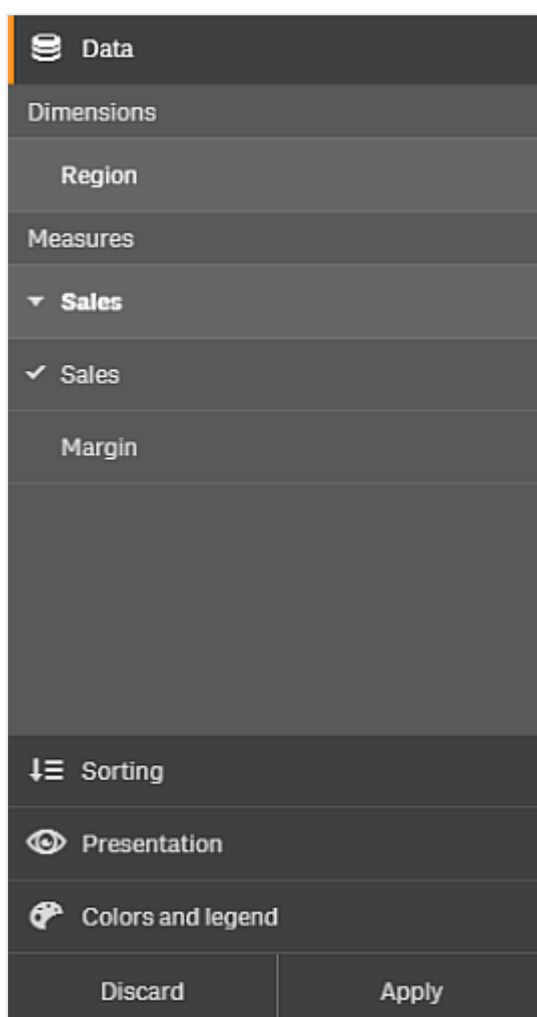 Data
Dimensions
Region
Measures
Sales
Sales
Margin
Sorting
Presentation
Colors and legend
Discard Apply